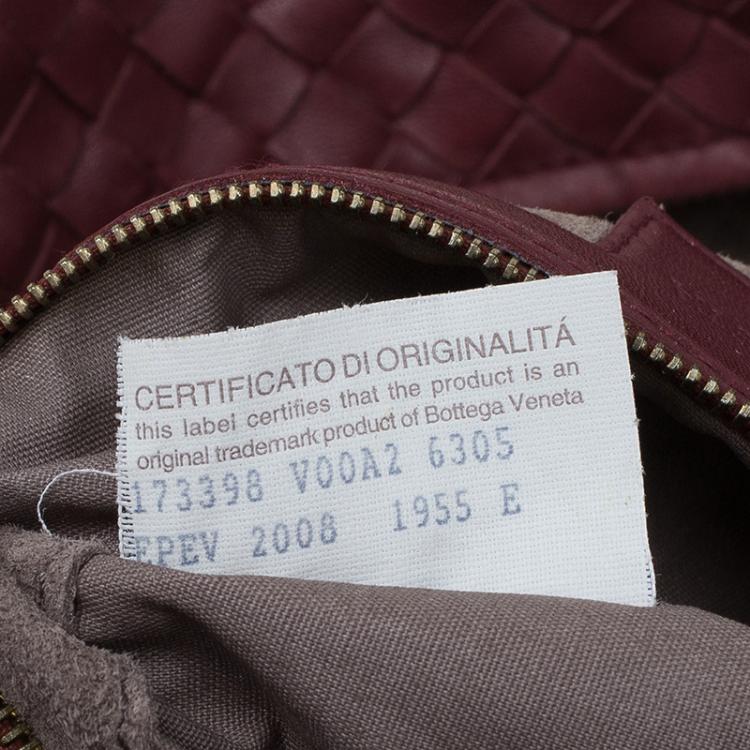 CERTIFICATO DI ORIGINALITÁ
this label certifies that the product is an
original trademark product of Bottega Veneta
173398 V00A2 6305
EPEV 2008 1955 E